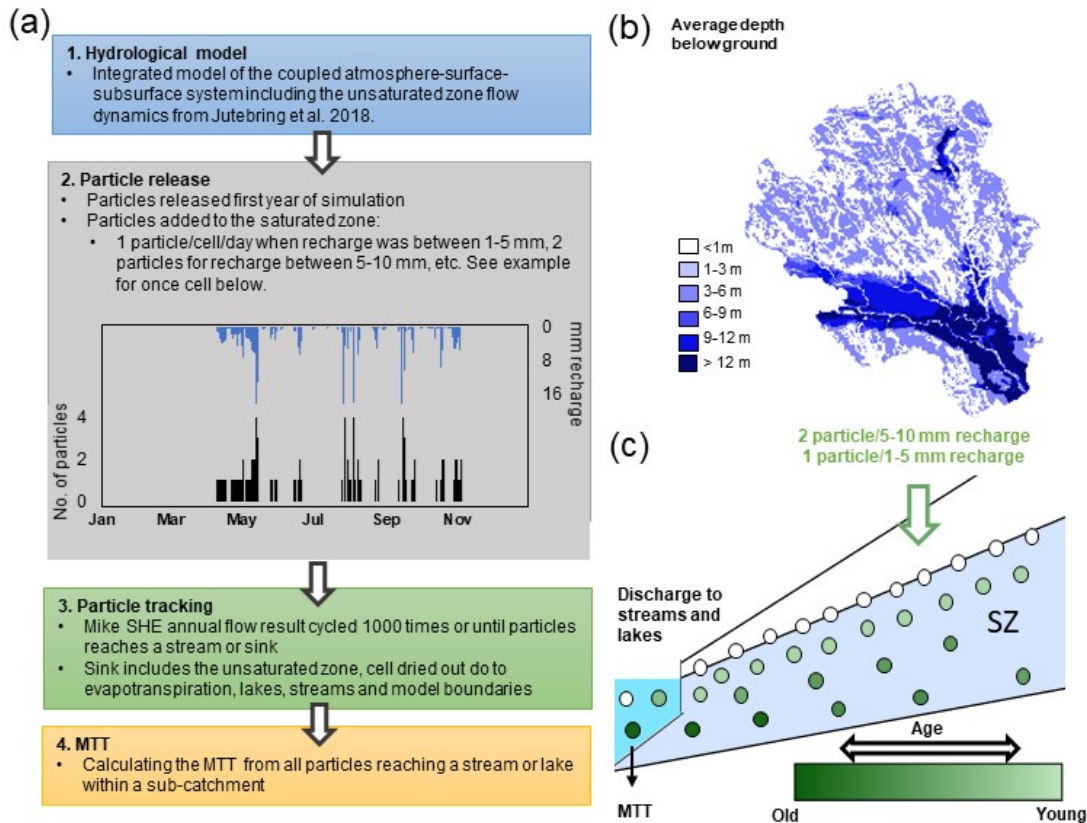 (a)
1. Hydrological model
• Integrated model of the coupled atmosphere-surface-
subsurface system including the unsaturated zone flow
dynamics from Jutebring et al. 2018.
2. Particle release
• Particles released first year of simulation
• Particles added to the saturated zone:
• 1 particle/cell/day when recharge was between 1-5 mm, 2
particles for recharge between 5-10 mm, etc. See example
for once cell below.
0
8
16
mm recharge
4
2
0
No. of particles
Jan Mar May Jul Sep Nov
3. Particle tracking
• Mike SHE annual flow result cycled 1000 times or until particles
reaches a stream or sink
• Sink includes the unsaturated zone, cell dried out do to
evapotranspiration, lakes, streams and model boundaries
4. MTT
• Calculating the MTT from all particles reaching a stream or lake
within a sub-catchment
(b)
Average depth
below ground
<1m
1-3 m
3-6 m
6-9 m
9-12 m
> 12 m
(c)
2 particle/5-10 mm recharge
1 particle/1-5 mm recharge
Discharge to
streams and
lakes
SZ
Age
MTT
Old
Young